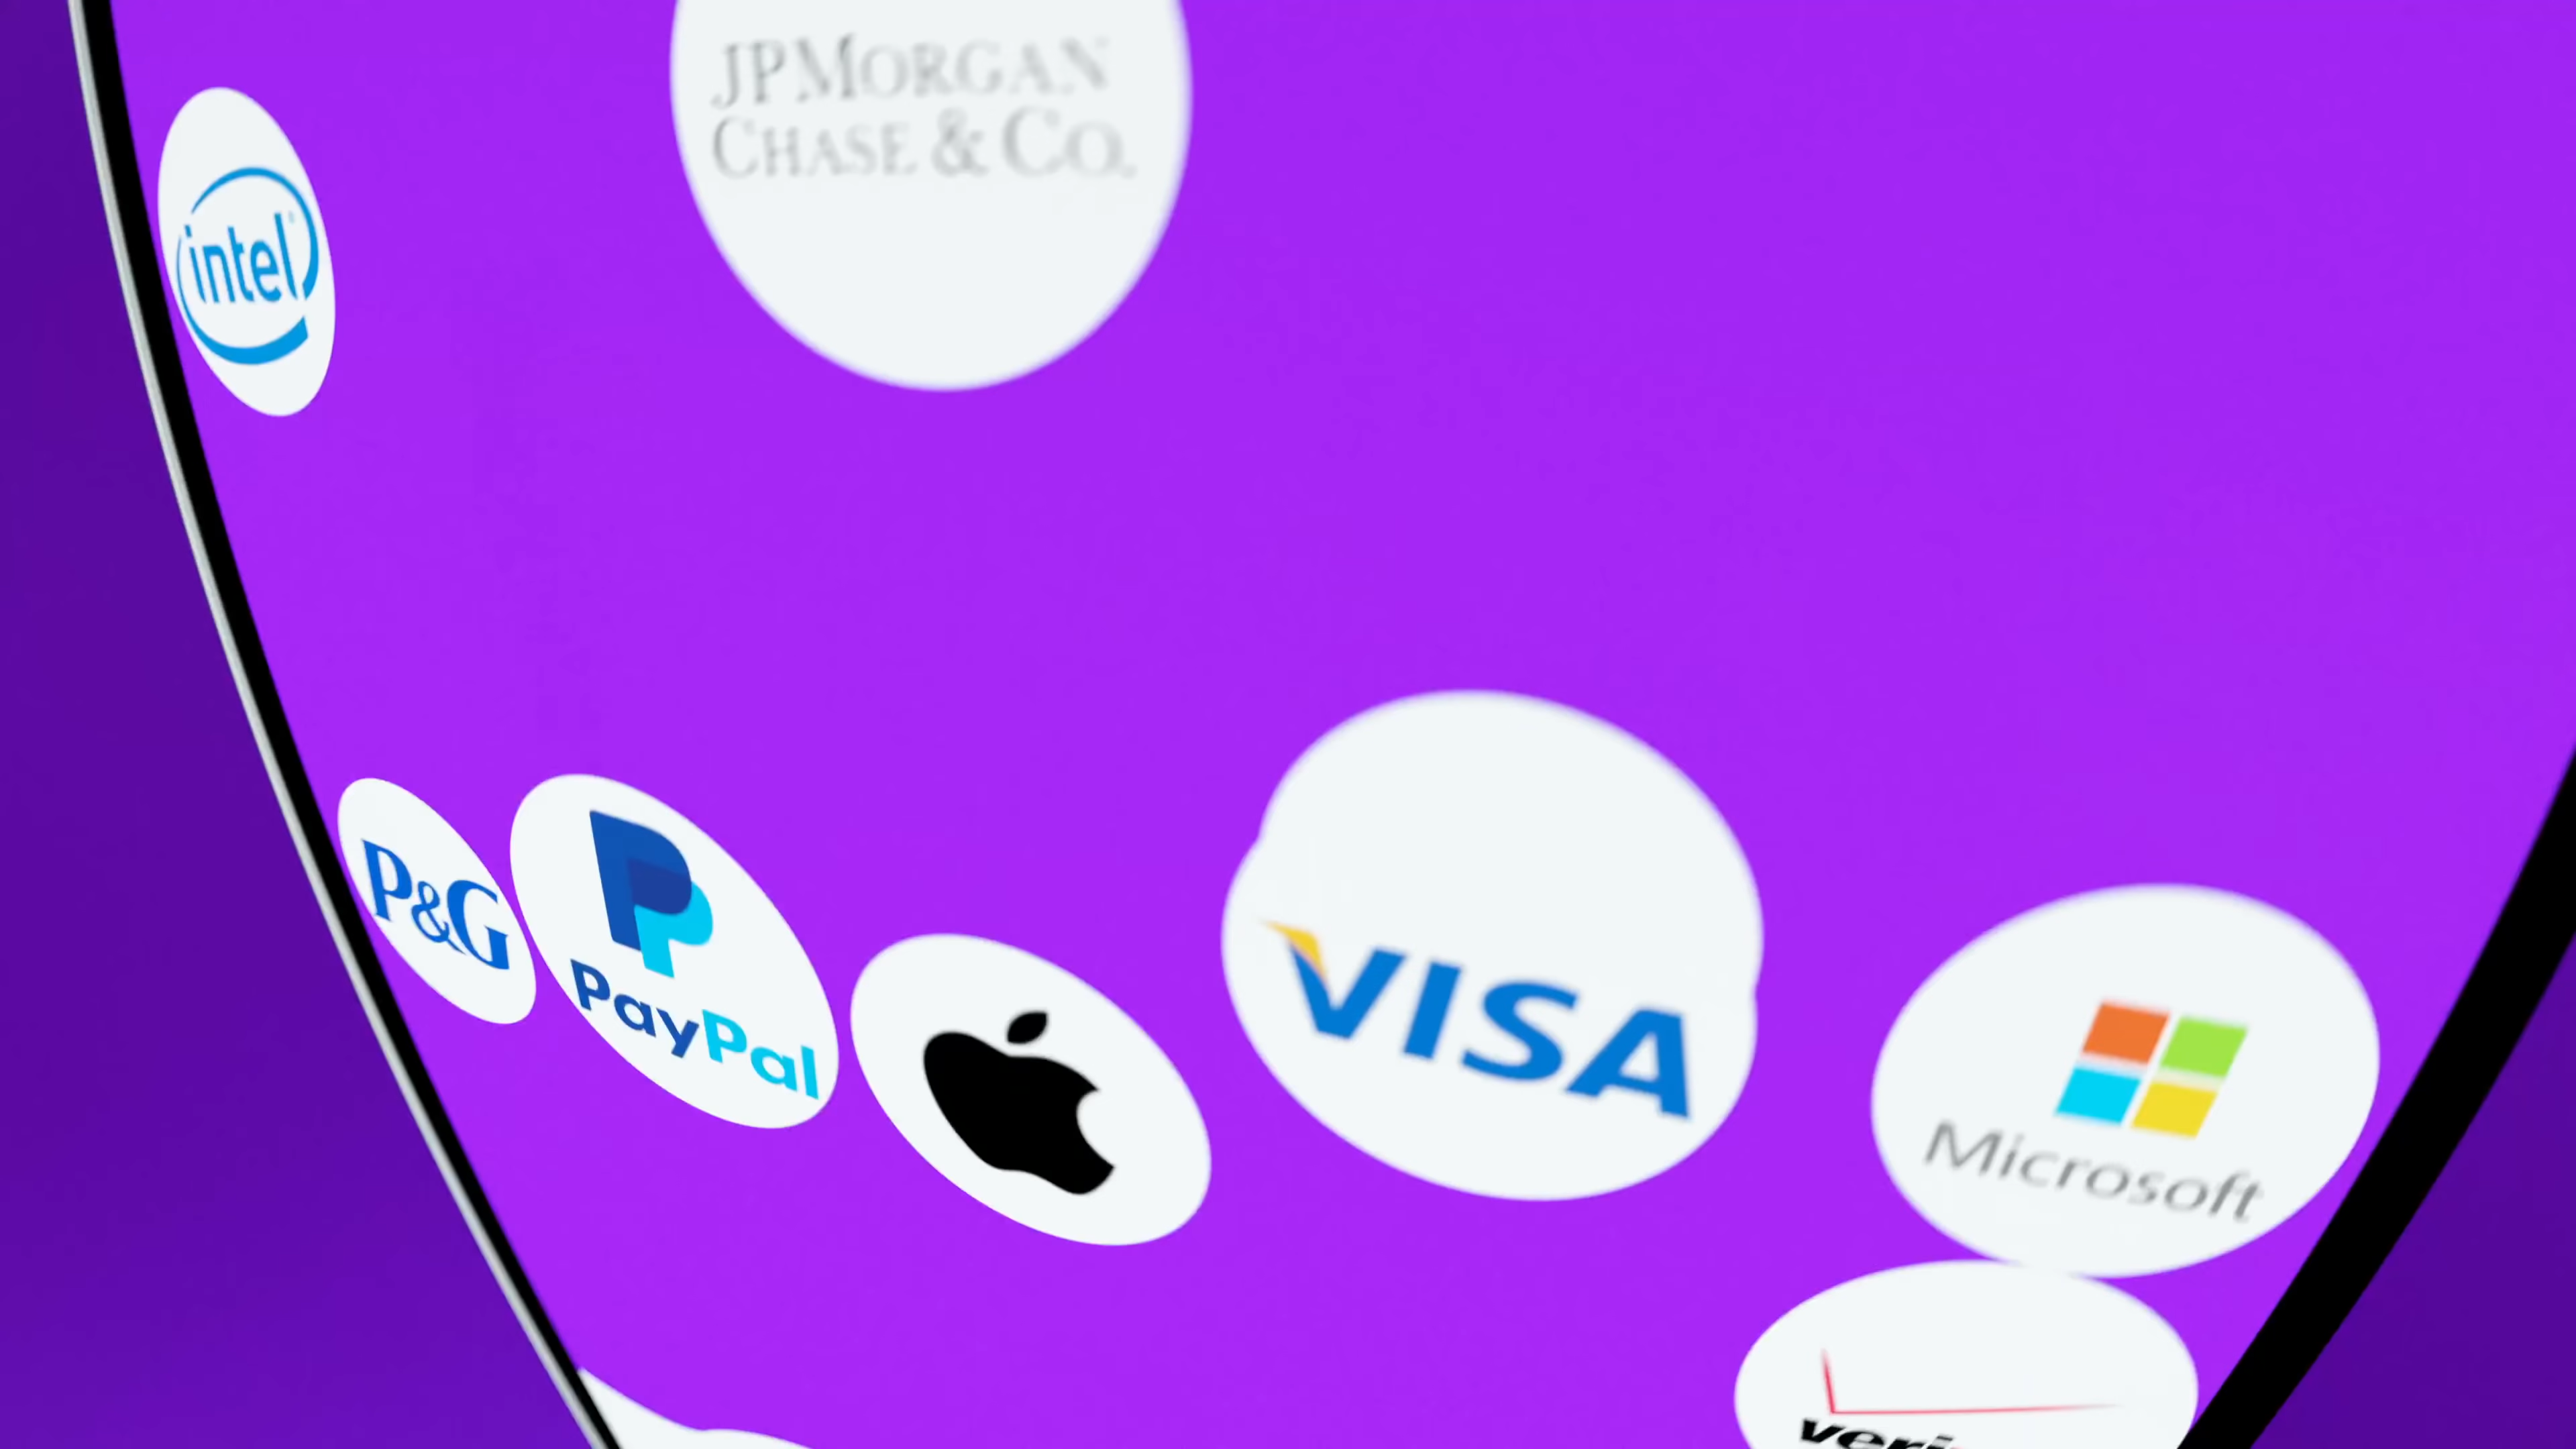 JPMORGAN
CHASE & CO.
intel
P&G
PayPal
VISA
Microsoft